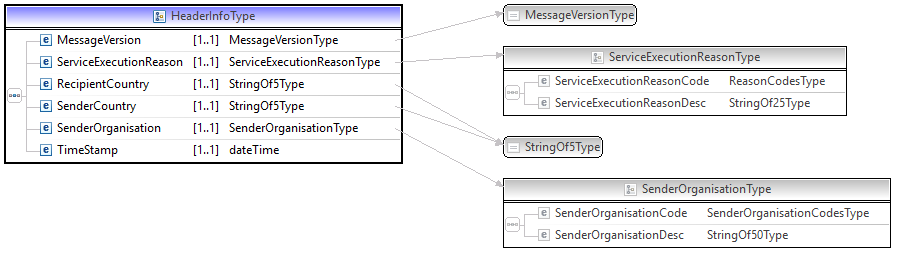 HeaderInfoType
MessageVersion [1..1] MessageVersionType
ServiceExecutionReason [1..1] ServiceExecutionReasonType
RecipientCountry [1..1] StringOf5Type
SenderCountry [1..1] StringOf5Type
SenderOrganisation [1..1] SenderOrganisationType
TimeStamp [1..1] dateTime
MessageVersionType
ServiceExecutionReasonType
ServiceExecutionReasonCode ReasonCodesType
ServiceExecutionReasonDesc StringOf25Type
StringOf5Type
SenderOrganisationType
SenderOrganisationCode SenderOrganisationCodesType
SenderOrganisationDesc StringOf50Type